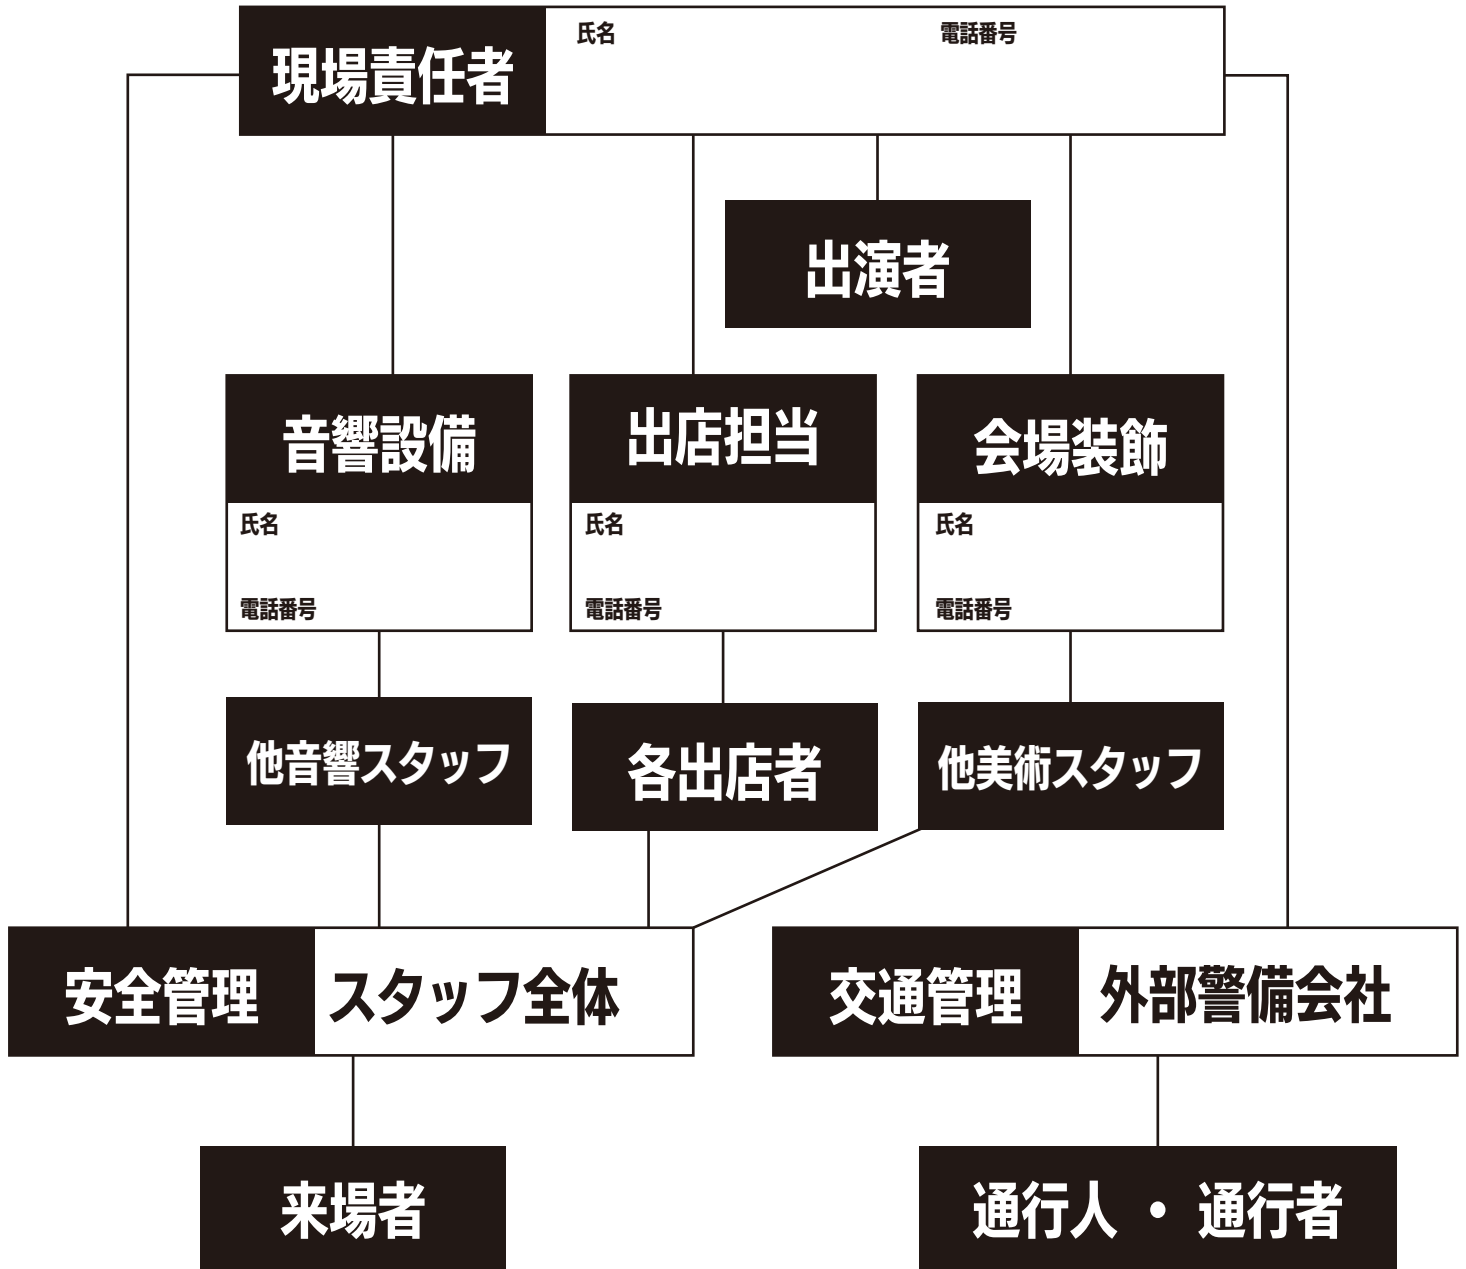 現場責任者
氏名
電話番号
出演者
音響設備
氏名
電話番号
出店担当
氏名
電話番号
会場装飾
氏名
電話番号
他音響スタッフ
各出店者
他美術スタッフ
安全管理
スタッフ全体
交通管理
外部警備会社
来場者
通行人・通行者